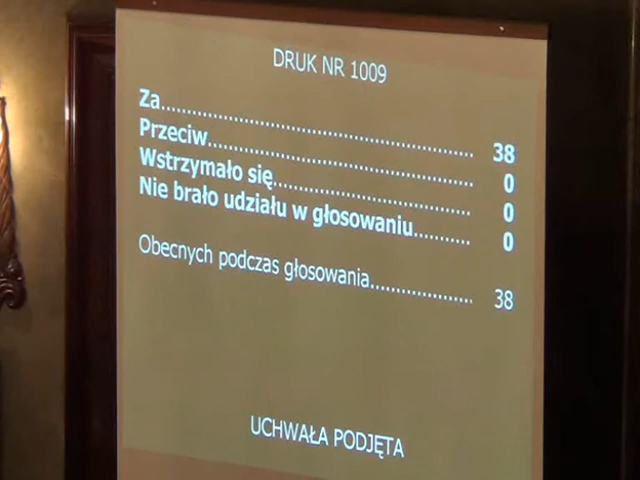 DRUK NR 1009
Za........................................................ 38
Przeciw................................................ 0
Wstrzymało się................................... 0
Nie brało udziału w głosowaniu.......... 0
Obecnych podczas głosowania.................. 38
UCHWAŁA PODJĘTA